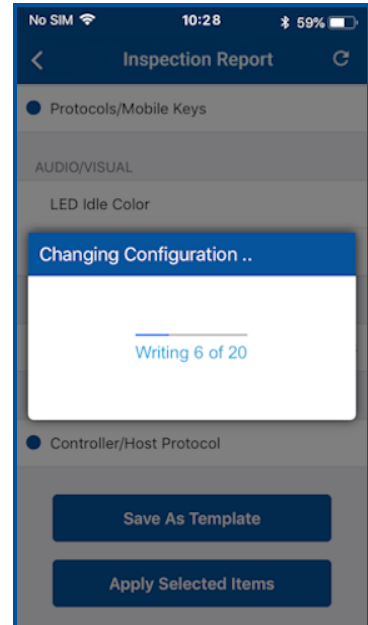 No SIM 10:28 59%
Inspection Report
Protocols/Mobile Keys
AUDIO/VISUAL
LED Idle Color
Changing Configuration ..
Writing 6 of 20
Controller/Host Protocol
Save As Template
Apply Selected Items